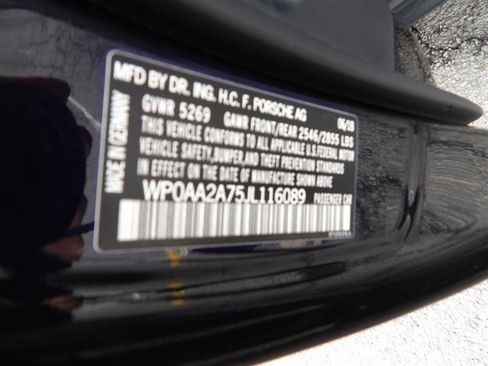 MFD BY DR. ING. H.C. F. PORSCHE AG 06/18
GVWR 5269 GAWR FRONT/REAR 2546/2855 LBS
THIS VEHICLE CONFORMS TO ALL APPLICABLE U.S. FEDERAL MOTOR
VEHICLE SAFETY, BUMPER, AND THEFT PREVENTION STANDARDS
IN EFFECT ON THE DATE OF MANUFACTURE SHOWN ABOVE
WP0AA2A75JL116089 PASSENGER CAR
MADE IN GERMANY